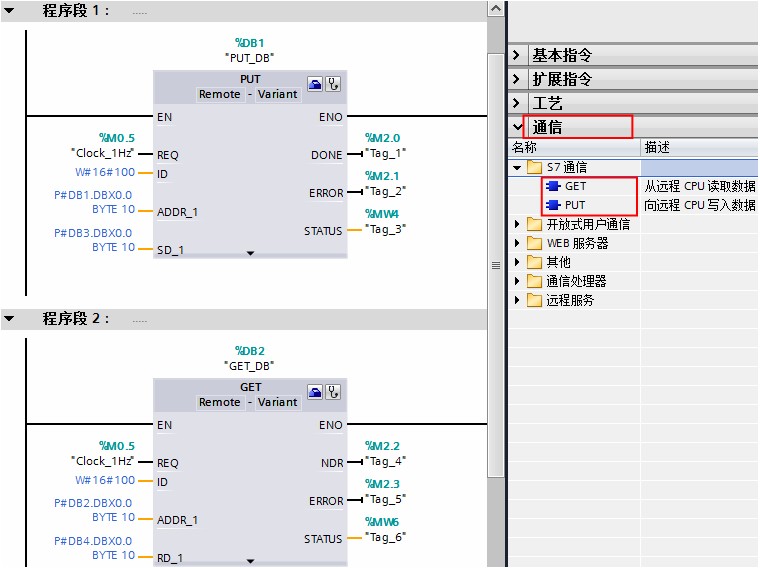 程序段 1：
.....
%DB1
"PUT_DB"
PUT
Remote - Variant
EN
ENO
%M0.5
"Clock_1Hz"
REQ
%M2.0
DONE
"Tag_1"
W#16#100
ID
%M2.1
ERROR
"Tag_2"
P#DB1.DBX0.0
BYTE 10
ADDR_1
%MW4
STATUS
"Tag_3"
P#DB3.DBX0.0
BYTE 10
SD_1
程序段 2：
.....
%DB2
"GET_DB"
GET
Remote - Variant
EN
ENO
%M0.5
"Clock_1Hz"
REQ
%M2.2
NDR
"Tag_4"
W#16#100
ID
%M2.3
ERROR
"Tag_5"
P#DB2.DBX0.0
BYTE 10
ADDR_1
%MW6
STATUS
"Tag_6"
P#DB4.DBX0.0
BYTE 10
RD_1
基本指令
扩展指令
工艺
通信
名称 描述
S7 通信
GET 从远程 CPU 读取数据
PUT 向远程 CPU 写入数据
开放式用户通信
WEB 服务器
其他
通信处理器
远程服务